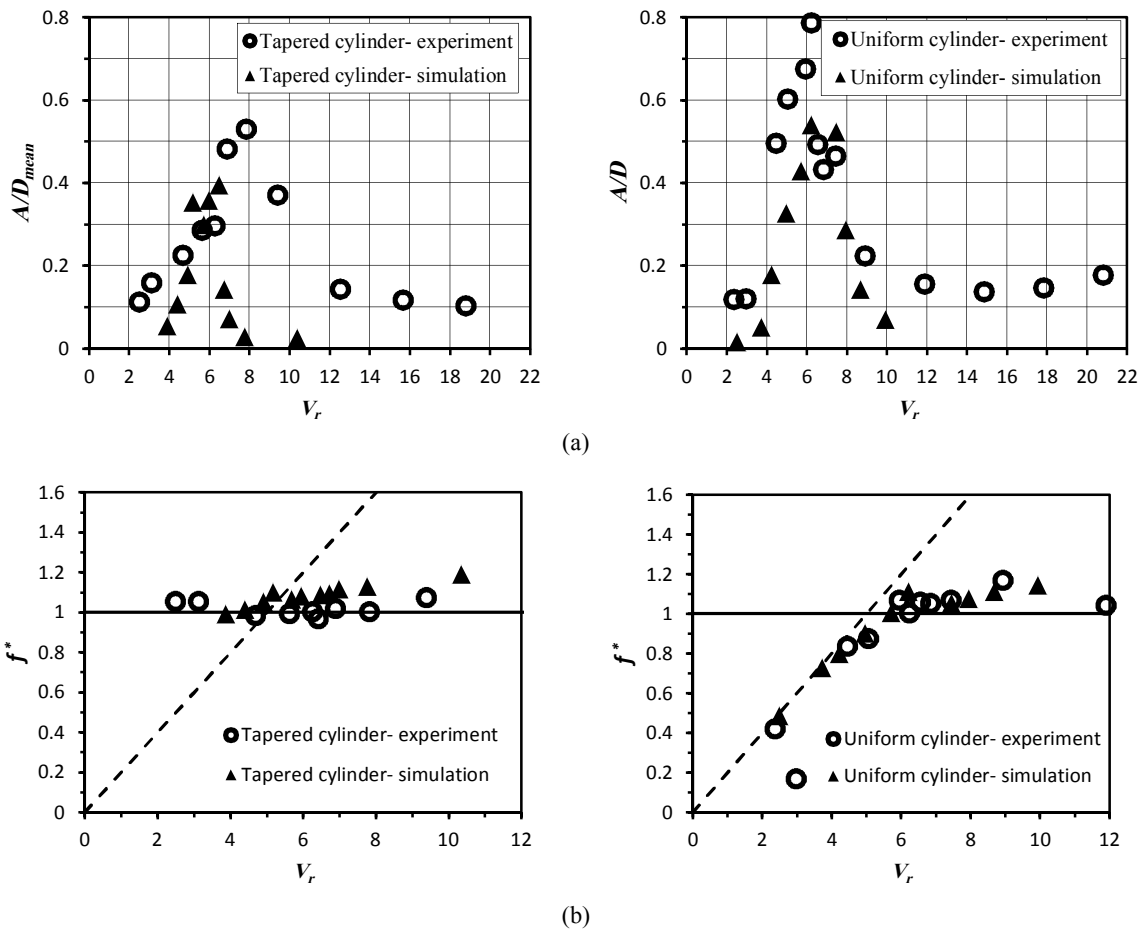 0.8
0.6
0.4
0.2
0
A/Dmean
Tapered cylinder- experiment
Tapered cylinder- simulation
0 2 4 6 8 10 12 14 16 18 20 22
Vr
0.8
0.6
0.4
0.2
0
A/D
Uniform cylinder- experiment
Uniform cylinder- simulation
0 2 4 6 8 10 12 14 16 18 20 22
Vr
(a)
1.6
1.4
1.2
1
0.8
0.6
0.4
0.2
0
f*
Tapered cylinder- experiment
Tapered cylinder- simulation
0 2 4 6 8 10 12
Vr
1.6
1.4
1.2
1
0.8
0.6
0.4
0.2
0
f*
Uniform cylinder- experiment
Uniform cylinder- simulation
0 2 4 6 8 10 12
Vr
(b)